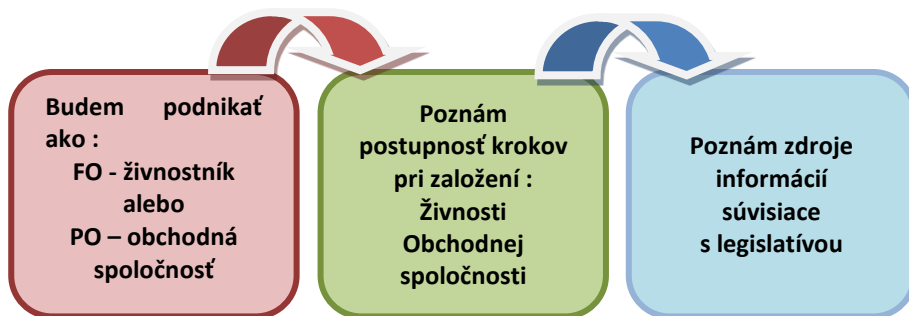 Budem podnikať
ako :
FO - živnostník
alebo
PO – obchodná
spoločnosť
Poznám
postupnosť krokov
pri založení :
Živnosti
Obchodnej
spoločnosti
Poznám zdroje
informácií
súvisiace
s legislatívou